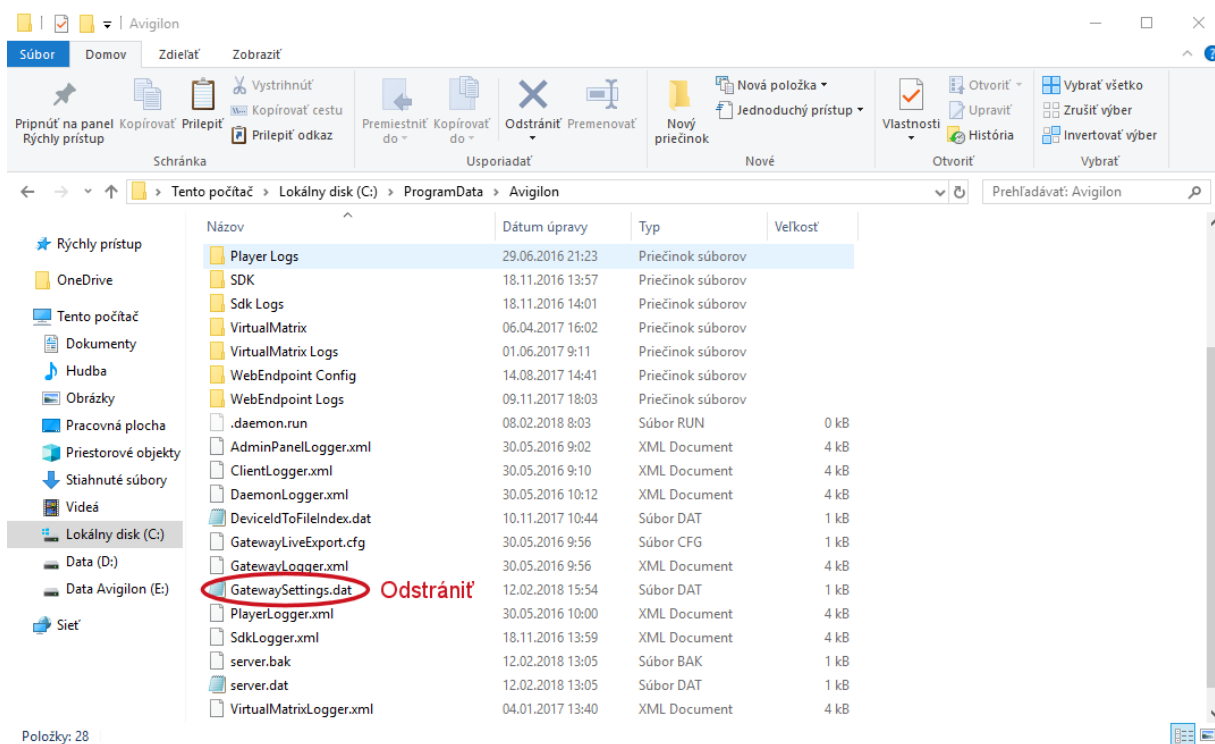 Avigilon
Súbor Domov Zdieľať Zobraziť
Pripnúť na panel Rýchly prístup
Kopírovať
Prilepiť
Vystrihnúť
Kopírovať cestu
Prilepiť odkaz
Schránka
Premiestniť do
Kopírovať do
Odstrániť
Premenovať
Usporiadať
Nový priečinok
Nová položka
Jednoduchý prístup
Nové
Vlastnosti
Otvoriť
Upraviť
História
Otvoriť
Vybrať všetko
Zrušiť výber
Invertovať výber
Vybrať
Tento počítač > Lokálny disk (C:) > ProgramData > Avigilon
Prehľadávať: Avigilon
Rýchly prístup
OneDrive
Tento počítač
Dokumenty
Hudba
Obrázky
Pracovná plocha
Priestorové objekty
Stiahnuté súbory
Videá
Lokálny disk (C:)
Data (D:)
Data Avigilon (E:)
Sieť
Názov Dátum úpravy Typ Veľkosť
Player Logs 29.06.2016 21:23 Priečinok súborov
SDK 18.11.2016 13:57 Priečinok súborov
Sdk Logs 18.11.2016 14:01 Priečinok súborov
VirtualMatrix 06.04.2017 16:02 Priečinok súborov
VirtualMatrix Logs 01.06.2017 9:11 Priečinok súborov
WebEndpoint Config 14.08.2017 14:41 Priečinok súborov
WebEndpoint Logs 09.11.2017 18:03 Priečinok súborov
.daemon.run 08.02.2018 8:03 Súbor RUN 0 kB
AdminPanelLogger.xml 30.05.2016 9:02 XML Document 4 kB
ClientLogger.xml 30.05.2016 9:10 XML Document 4 kB
DaemonLogger.xml 30.05.2016 10:12 XML Document 4 kB
DeviceIdToFileIndex.dat 10.11.2017 10:44 Súbor DAT 1 kB
GatewayLiveExport.cfg 30.05.2016 9:56 Súbor CFG 1 kB
GatewayLogger.xml 30.05.2016 9:56 XML Document 4 kB
GatewaySettings.dat Odstrániť 12.02.2018 15:54 Súbor DAT 1 kB
PlayerLogger.xml 30.05.2016 10:00 XML Document 4 kB
SdkLogger.xml 18.11.2016 13:59 XML Document 4 kB
server.bak 12.02.2018 13:05 Súbor BAK 1 kB
server.dat 12.02.2018 13:05 Súbor DAT 1 kB
VirtualMatrixLogger.xml 04.01.2017 13:40 XML Document 4 kB
Položky: 28